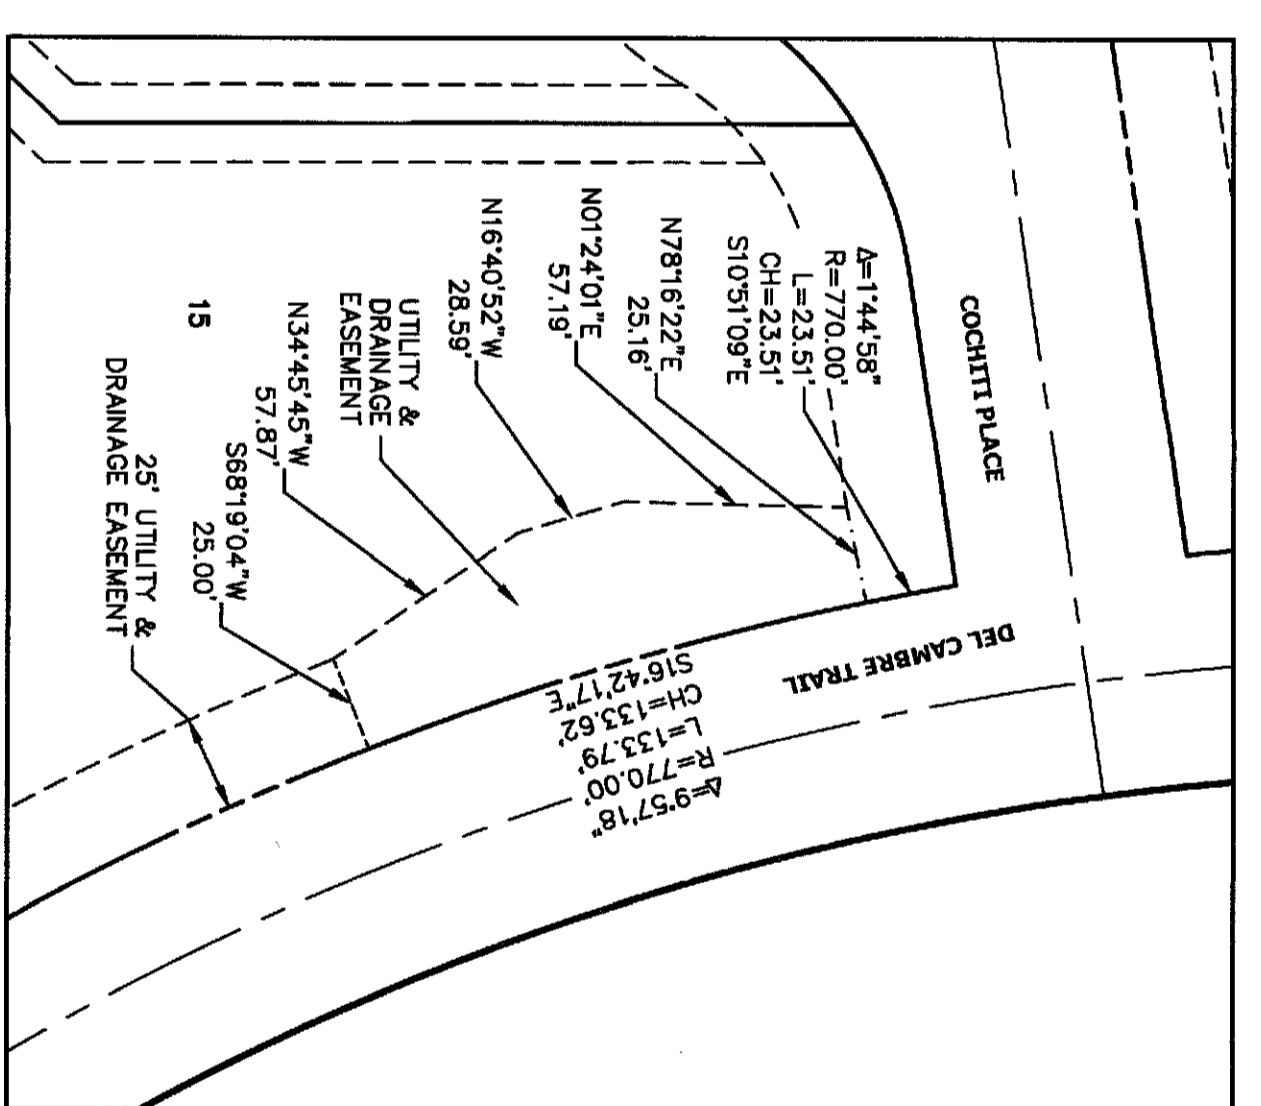 Δ=1°44'58"
R=770.00'
L=23.51'
CH=23.51'
S10°51'09"E
N78°16'22"E
25.16'
N01°24'01"E
57.19'
N16°40'52"W
28.59'
UTILITY &
DRAINAGE
EASEMENT
N34°45'45"W
57.87'
S68°19'04"W
25.00'
15
25' UTILITY &
DRAINAGE EASEMENT
COCHITI PLACE
DEL CAMBRE TRAIL
Δ=9°57'18"
R=770.00'
L=133.79'
CH=133.62'
S16°42'17"E